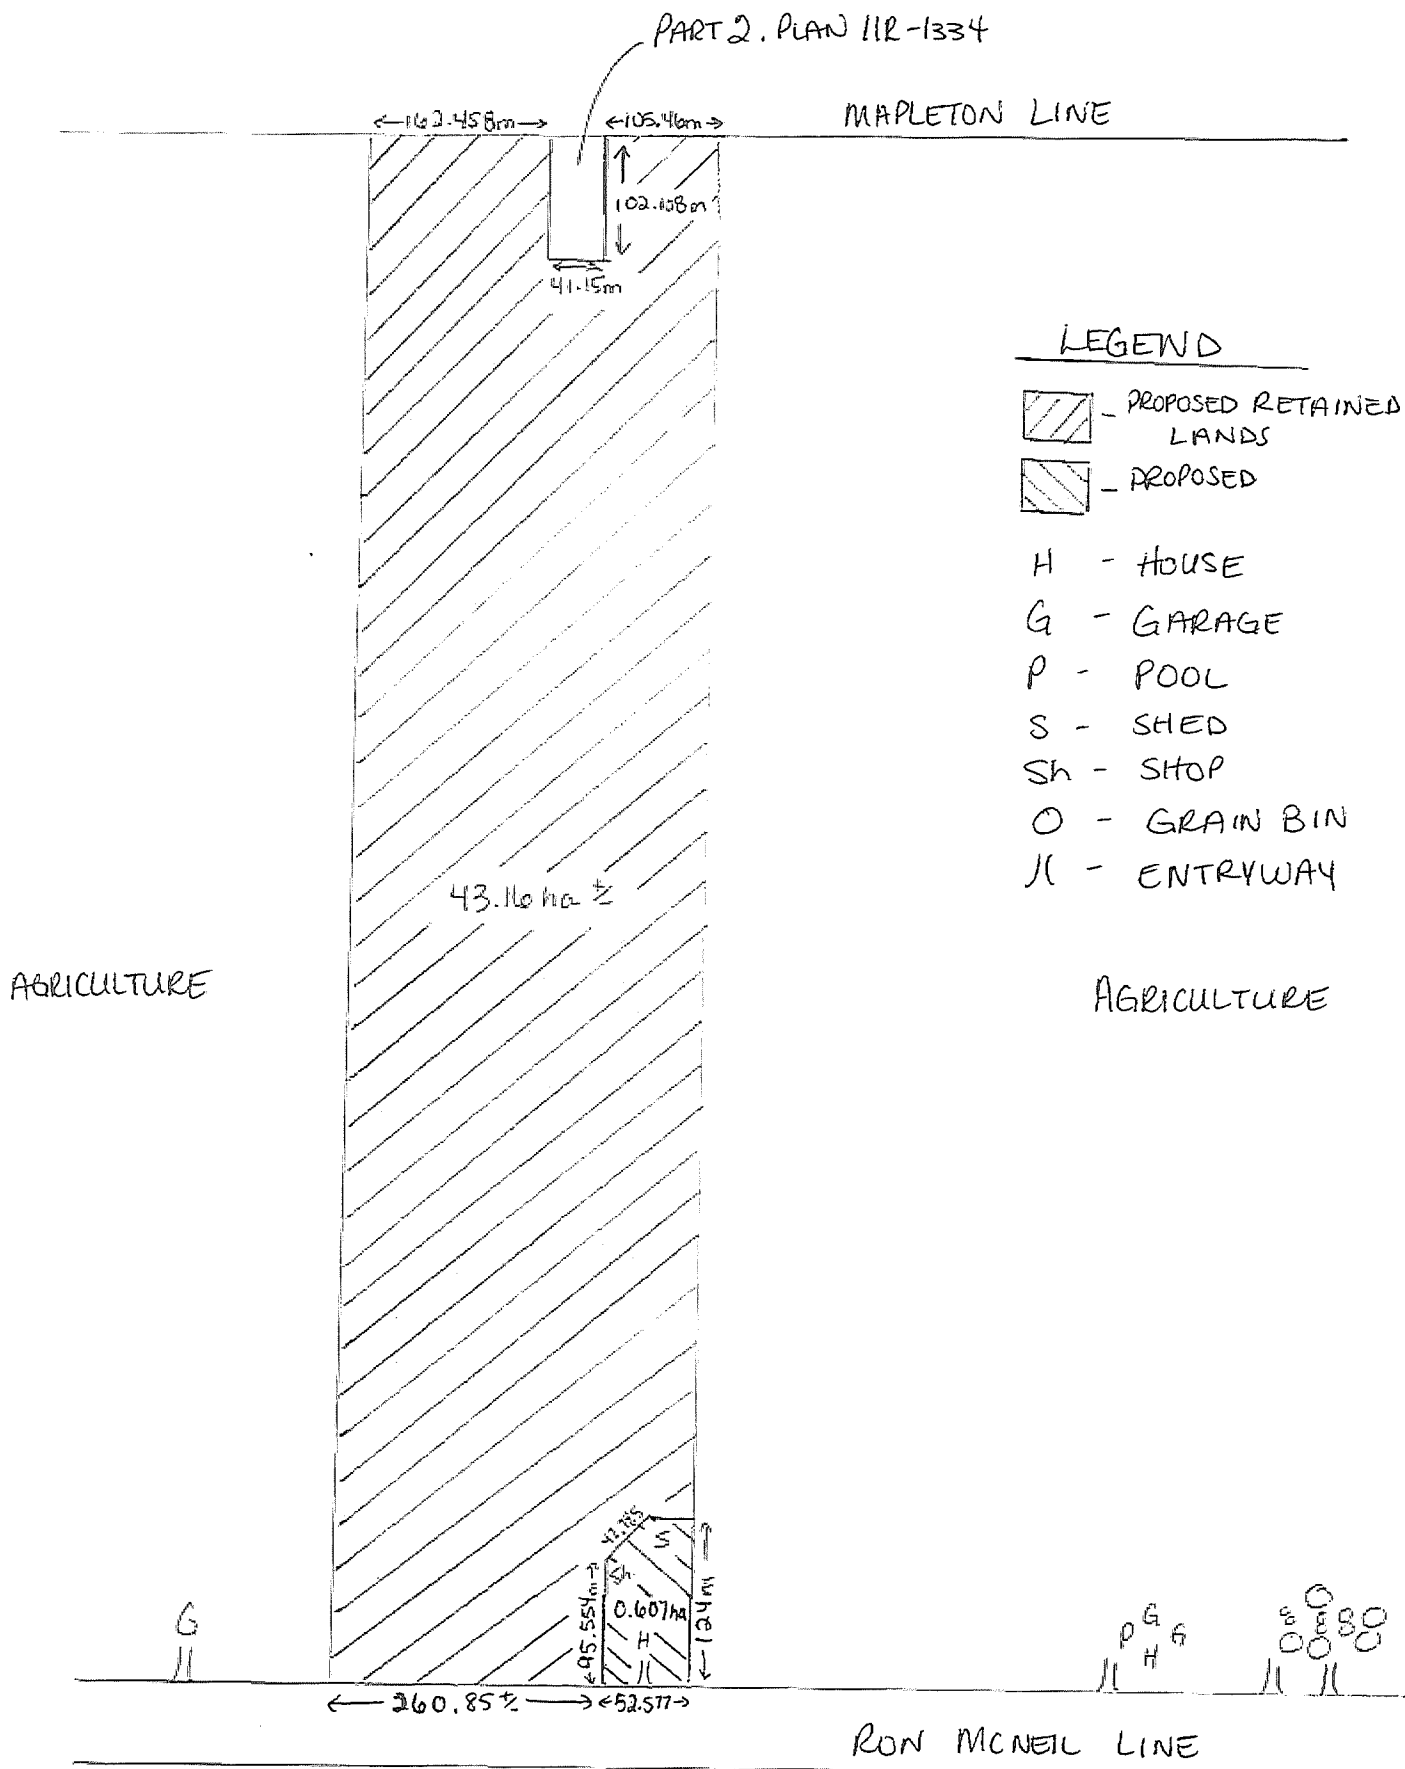 PART 2. PLAN 11R-1334
MAPLETON LINE
162.458m
105.46m
102.108m
41.15m
LEGEND
- PROPOSED RETAINED
LANDS
- PROPOSED
H - HOUSE
G - GARAGE
P - POOL
S - SHED
Sh - SHOP
O - GRAIN BIN
)( - ENTRYWAY
43.16 ha ±
AGRICULTURE
AGRICULTURE
S
Sh
95.554m
0.607ha
124m
H
G
P G G
H
S S S
260.85 ±
52.577
RON MCNEIL LINE